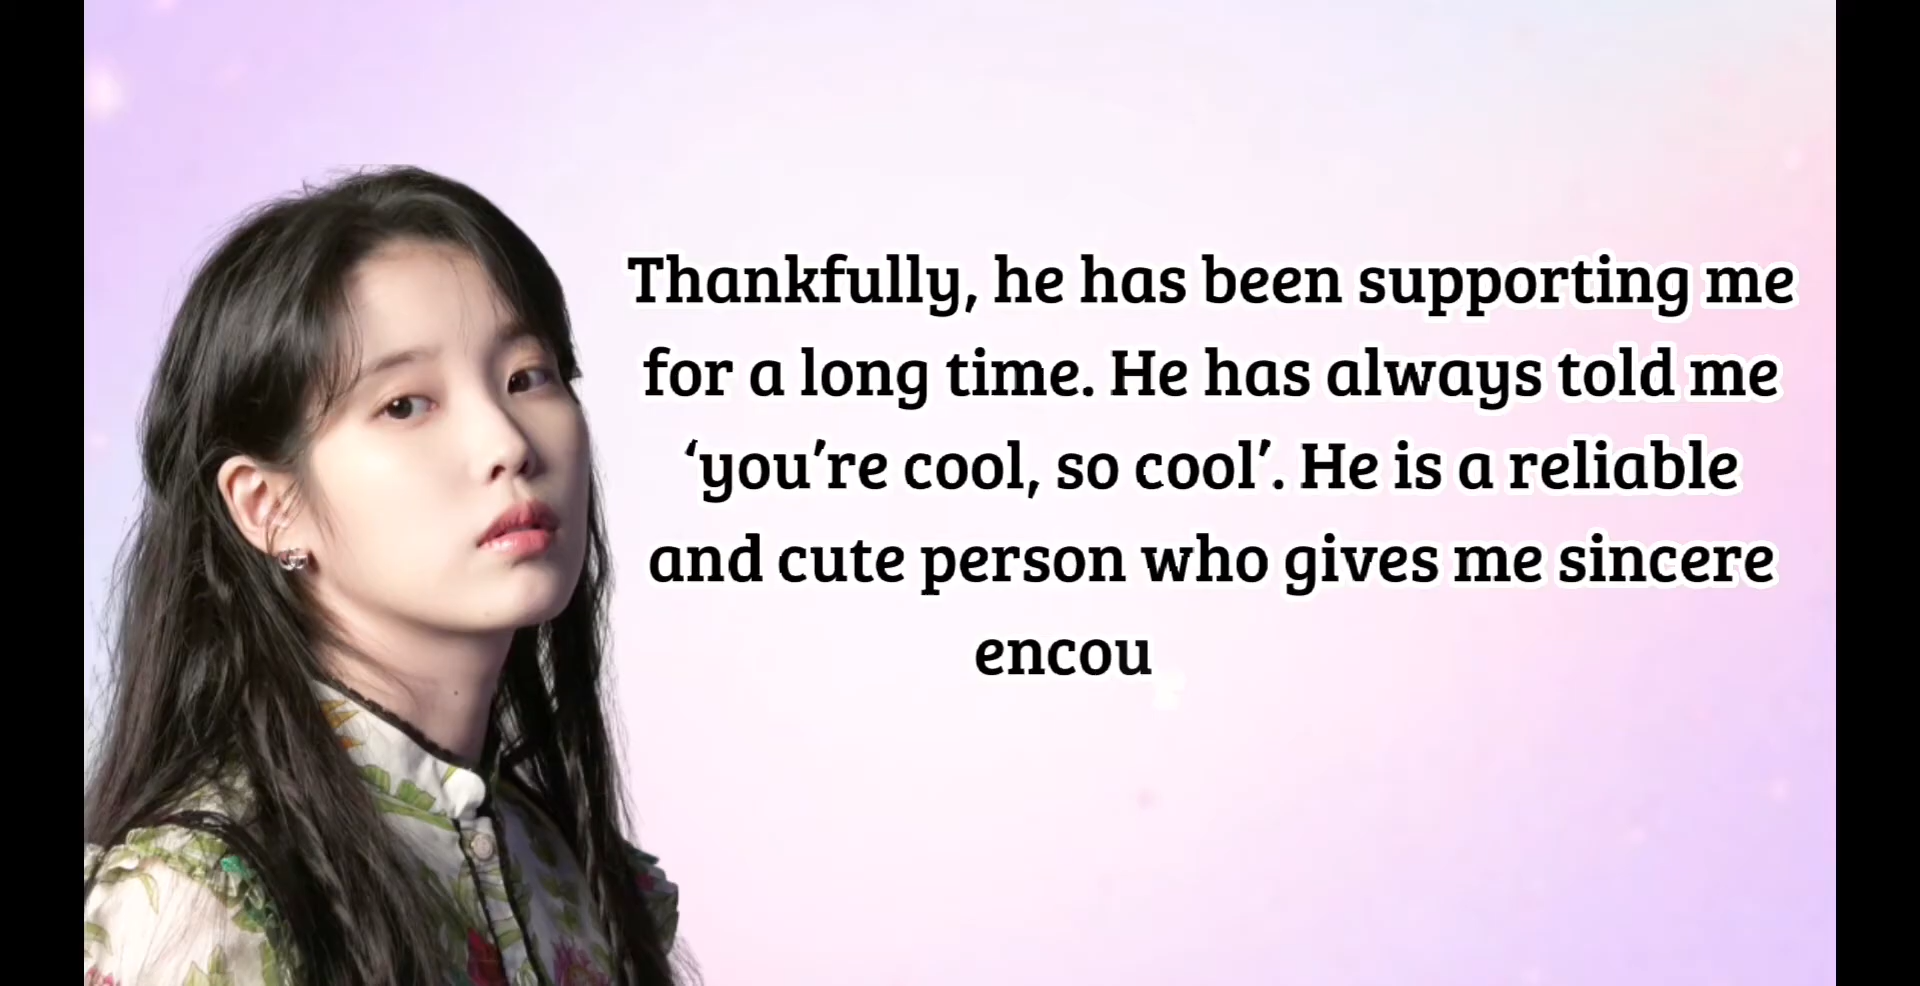 Thankfully, he has been supporting me
for a long time. He has always told me
‘you’re cool, so cool’. He is a reliable
and cute person who gives me sincere
encou